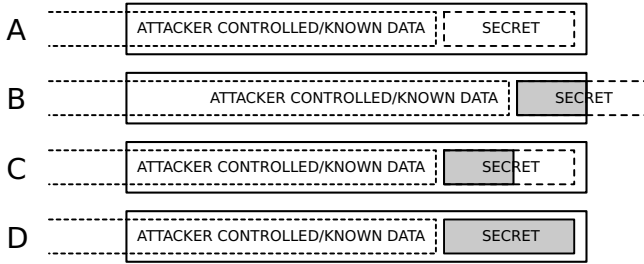 A ATTACKER CONTROLLED/KNOWN DATA SECRET
B ATTACKER CONTROLLED/KNOWN DATA SECRET
C ATTACKER CONTROLLED/KNOWN DATA SECRET
D ATTACKER CONTROLLED/KNOWN DATA SECRET